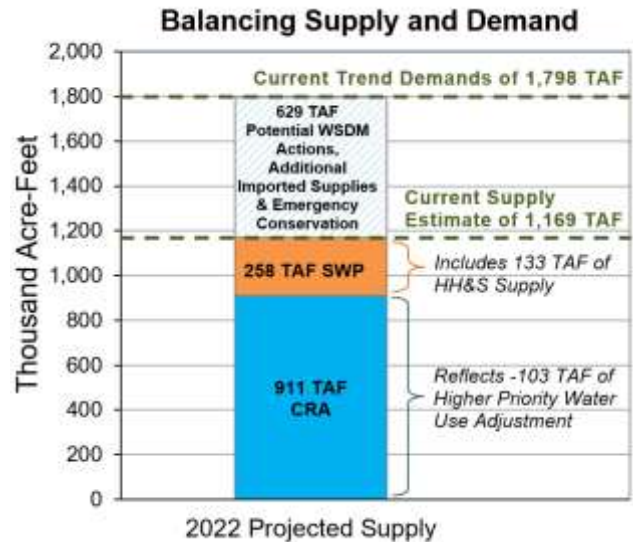 Balancing Supply and Demand
Thousand Acre-Feet
2,000
1,800
1,600
1,400
1,200
1,000
800
600
400
200
0
Current Trend Demands of 1,798 TAF
629 TAF
Potential WSDM
Actions,
Additional
Imported Supplies
& Emergency
Conservation
Current Supply
Estimate of 1,169 TAF
258 TAF SWP
Includes 133 TAF of
HH&S Supply
911 TAF
CRA
Reflects -103 TAF of
Higher Priority Water
Use Adjustment
2022 Projected Supply